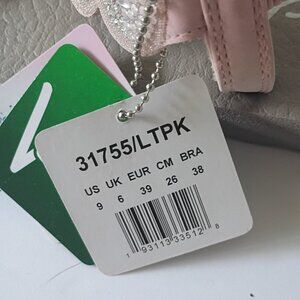 31755/LTPK
US UK EUR CM BRA
9 6 39 26 38
1 93113 33512 8